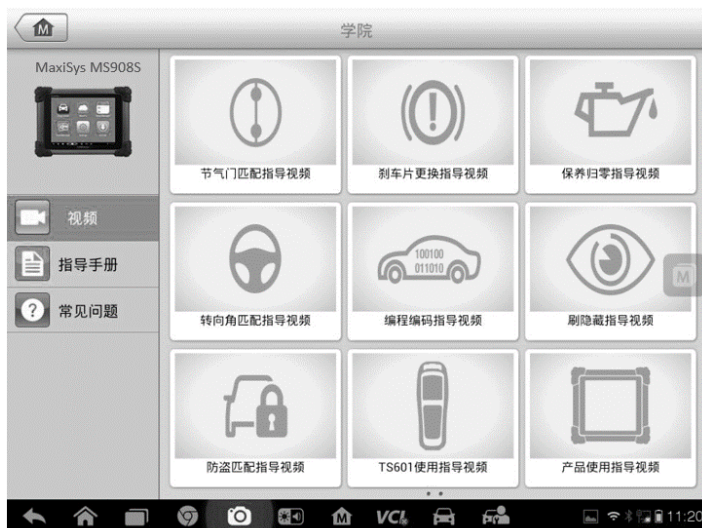 学院
MaxiSys MS908S
视频
指导手册
常见问题
节气门匹配指导视频
刹车片更换指导视频
保养归零指导视频
转向角匹配指导视频
100100
011010
编程编码指导视频
刷隐藏指导视频
防盗匹配指导视频
TS601使用指导视频
产品使用指导视频
M
M
M
VCI
11:20